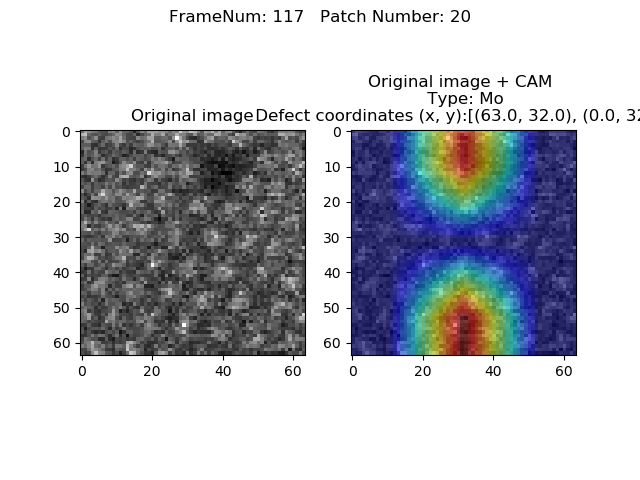 FrameNum: 117   Patch Number: 20
Original image + CAM
Type: Mo
Original image
Defect coordinates (x, y):[(63.0, 32.0), (0.0, 32
0
10
20
30
40
50
60
0 20 40 60
0
10
20
30
40
50
60
0 20 40 60